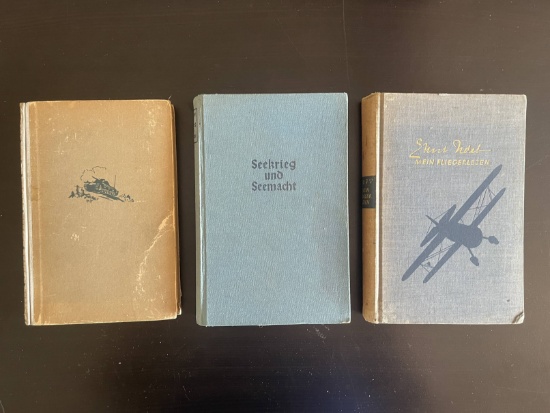 Seekrieg
und
Seemacht
Ernst Udet
MEIN FLIEGERLEBEN